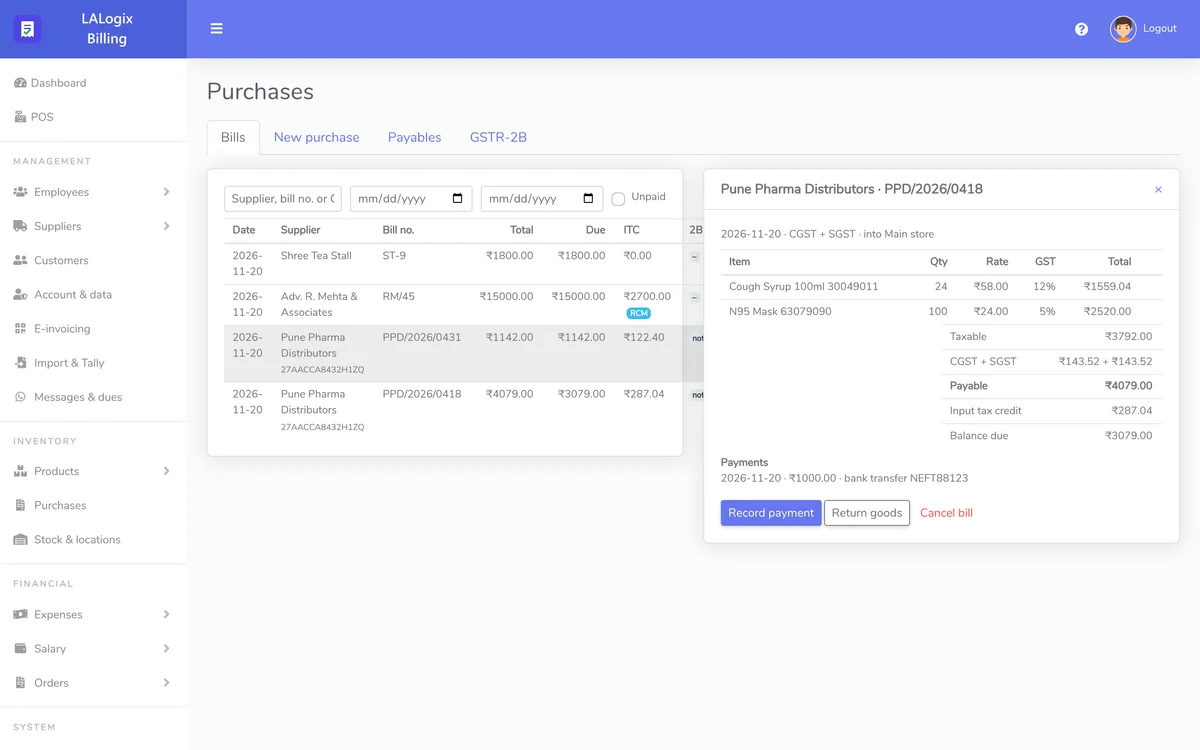 LALogix
Billing
Logout
Dashboard
POS
MANAGEMENT
Employees
Suppliers
Customers
Account & data
E-invoicing
Import & Tally
Messages & dues
INVENTORY
Products
Purchases
Stock & locations
FINANCIAL
Expenses
Salary
Orders
SYSTEM
Purchases
Bills New purchase Payables GSTR-2B
Supplier, bill no. or mm/dd/yyyy mm/dd/yyyy Unpaid
Date Supplier Bill no. Total Due ITC 2B
2026- Shree Tea Stall ST-9 ₹1800.00 ₹1800.00 ₹0.00 –
11-20
2026- Adv. R. Mehta & RM/45 ₹15000.00 ₹15000.00 ₹2700.00 –
11-20 Associates RCM
2026- Pune Pharma PPD/2026/0431 ₹1142.00 ₹1142.00 ₹122.40 not
11-20 Distributors
27AACCA8432H1ZQ
2026- Pune Pharma PPD/2026/0418 ₹4079.00 ₹3079.00 ₹287.04 not
11-20 Distributors
27AACCA8432H1ZQ
Pune Pharma Distributors · PPD/2026/0418 ×
2026-11-20 · CGST + SGST · into Main store
Item Qty Rate GST Total
Cough Syrup 100ml 30049011 24 ₹58.00 12% ₹1559.04
N95 Mask 63079090 100 ₹24.00 5% ₹2520.00
Taxable ₹3792.00
CGST + SGST ₹143.52 + ₹143.52
Payable ₹4079.00
Input tax credit ₹287.04
Balance due ₹3079.00
Payments
2026-11-20 · ₹1000.00 · bank transfer NEFT88123
Record payment Return goods Cancel bill